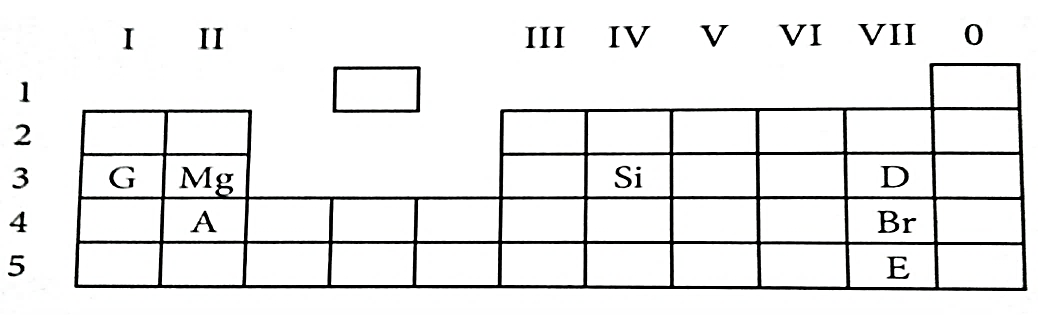 I II III IV V VI VII 0
1
2
3 G Mg Si D
4 A Br
5 E